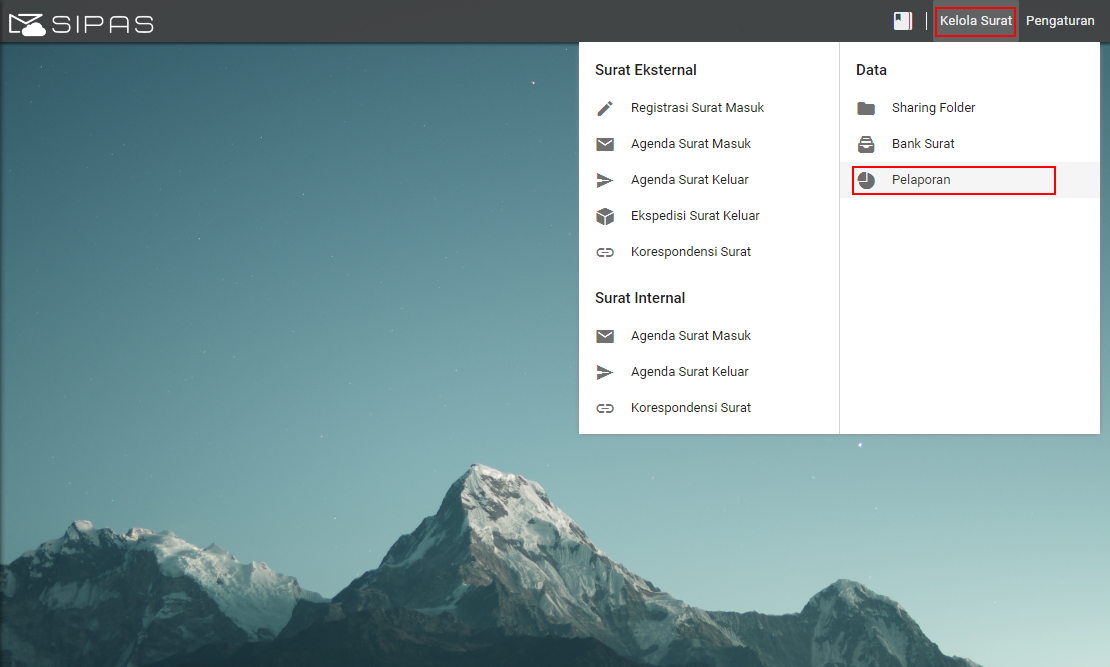 SIPAS
Kelola Surat
Pengaturan
Surat Eksternal
Registrasi Surat Masuk
Agenda Surat Masuk
Agenda Surat Keluar
Ekspedisi Surat Keluar
Korespondensi Surat
Surat Internal
Agenda Surat Masuk
Agenda Surat Keluar
Korespondensi Surat
Data
Sharing Folder
Bank Surat
Pelaporan